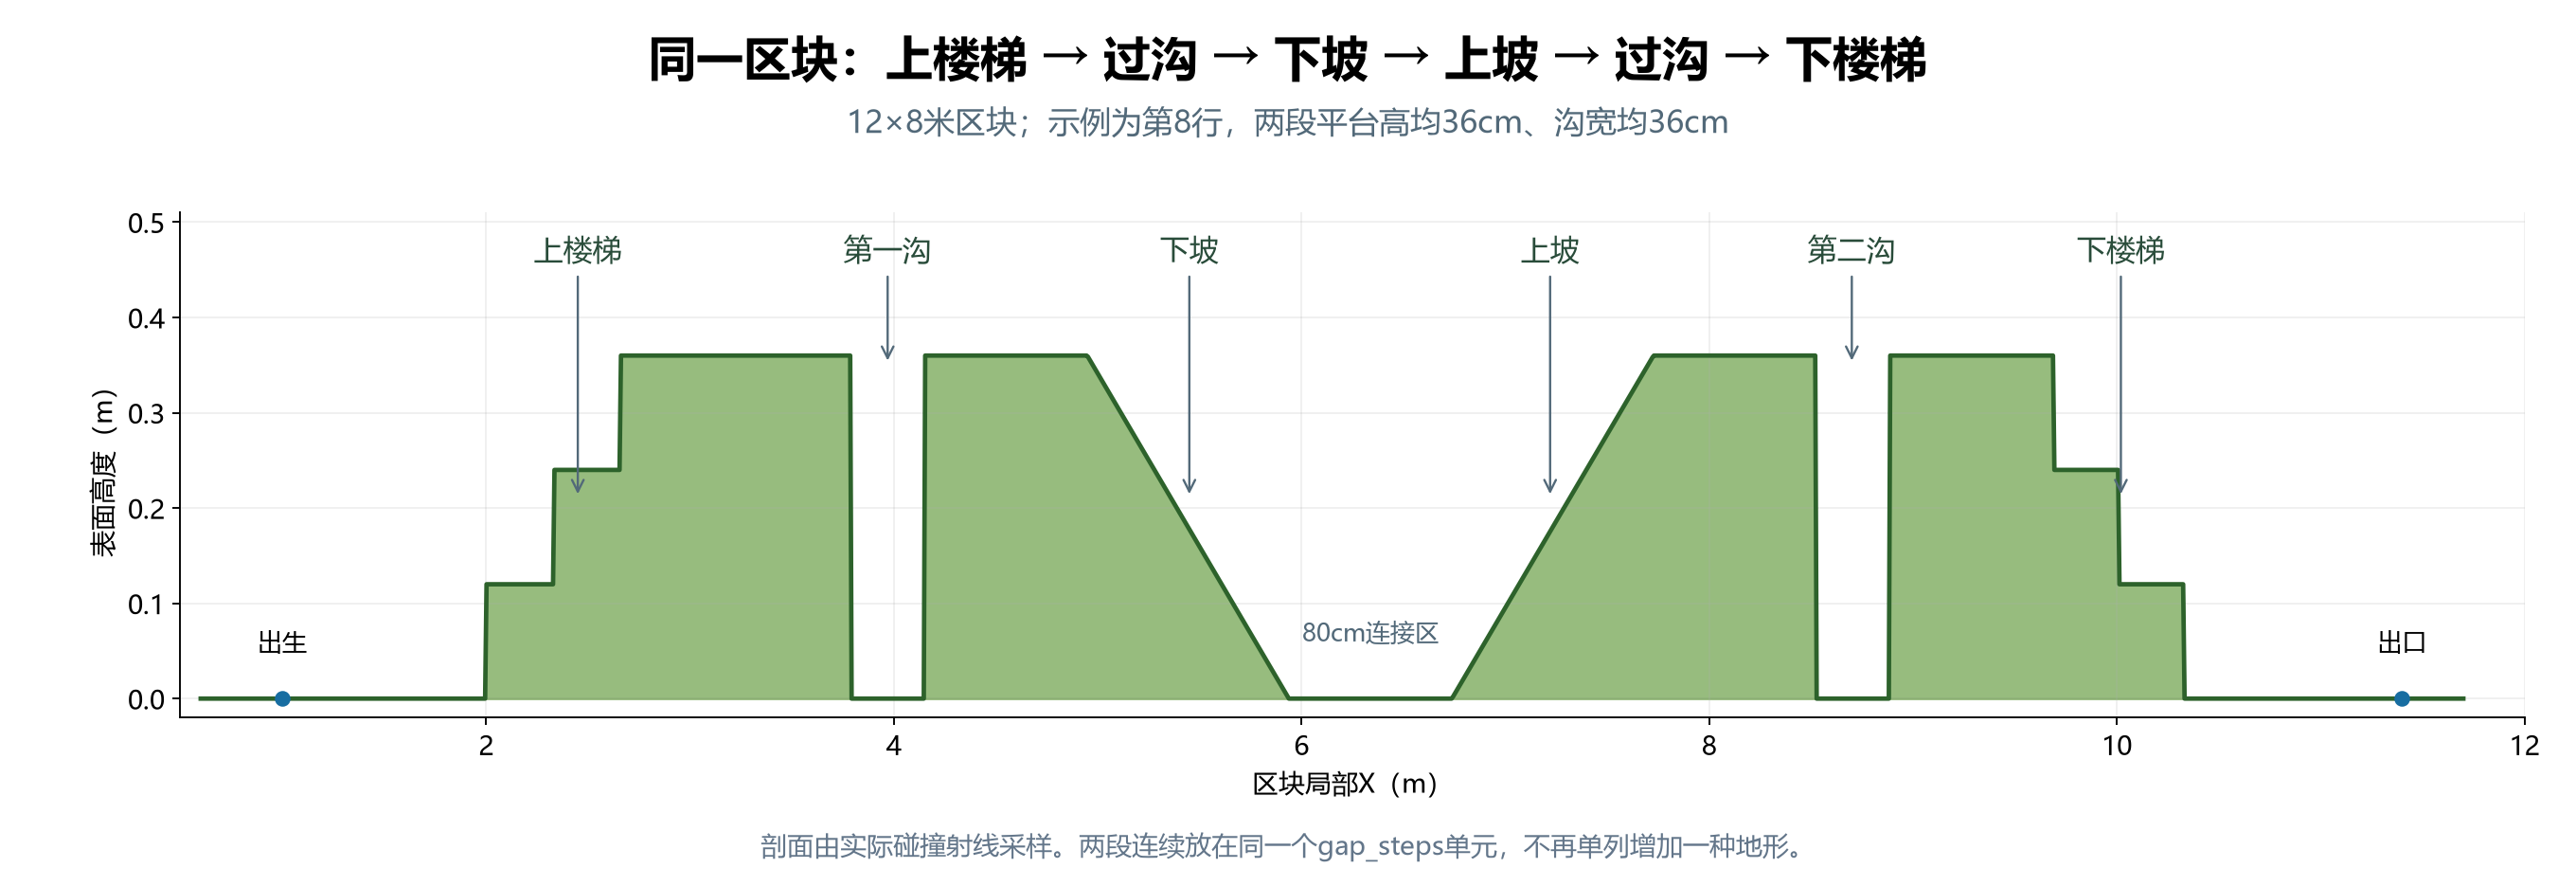 同一区块：上楼梯 → 过沟 → 下坡 → 上坡 → 过沟 → 下楼梯
12×8米区块；示例为第8行，两段平台高均36cm、沟宽均36cm
0.5
上楼梯
第一沟
下坡
上坡
第二沟
下楼梯
0.4
0.3
0.2
0.1
0.0
表面高度（m）
出生
80cm连接区
出口
2
4
6
8
10
12
区块局部X（m）
剖面由实际碰撞射线采样。两段连续放在同一个gap_steps单元，不再单列增加一种地形。